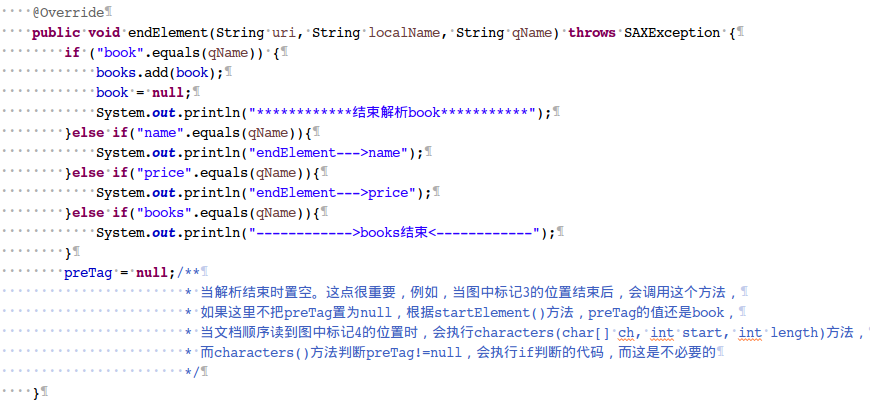 @Override
public void endElement(String uri, String localName, String qName) throws SAXException {
if ("book".equals(qName)) {
books.add(book);
book = null;
System.out.println("************结束解析book***********");
}else if("name".equals(qName)){
System.out.println("endElement--->name");
}else if("price".equals(qName)){
System.out.println("endElement--->price");
}else if("books".equals(qName)){
System.out.println("------------>books结束<------------");
}
preTag = null;/**
* 当解析结束时置空。这点很重要，例如，当图中标记3的位置结束后，会调用这个方法，
* 如果这里不把preTag置为null，根据startElement()方法，preTag的值还是book，
* 当文档顺序读到图中标记4的位置时，会执行characters(char[] ch, int start, int length)方法，
* 而characters()方法判断preTag!=null，会执行if判断的代码，而这是不必要的
*/
}